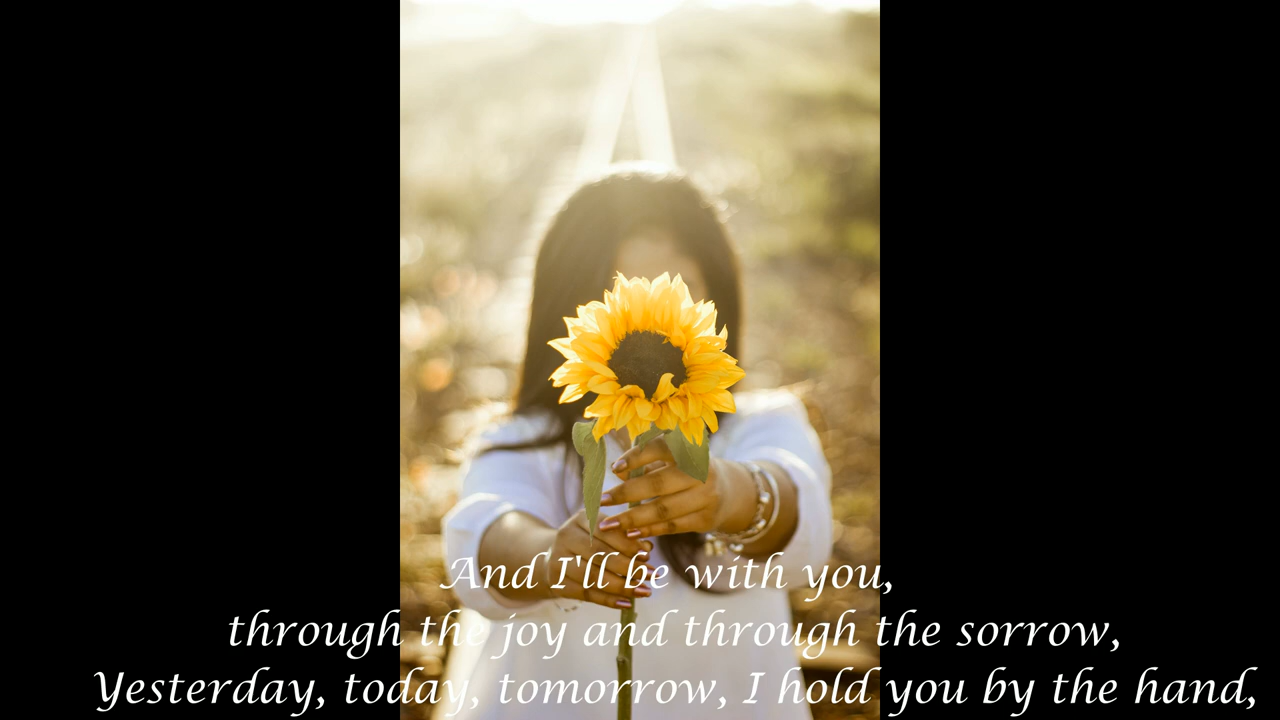 And I'll be with you,
through the joy and through the sorrow,
Yesterday, today, tomorrow, I hold you by the hand,